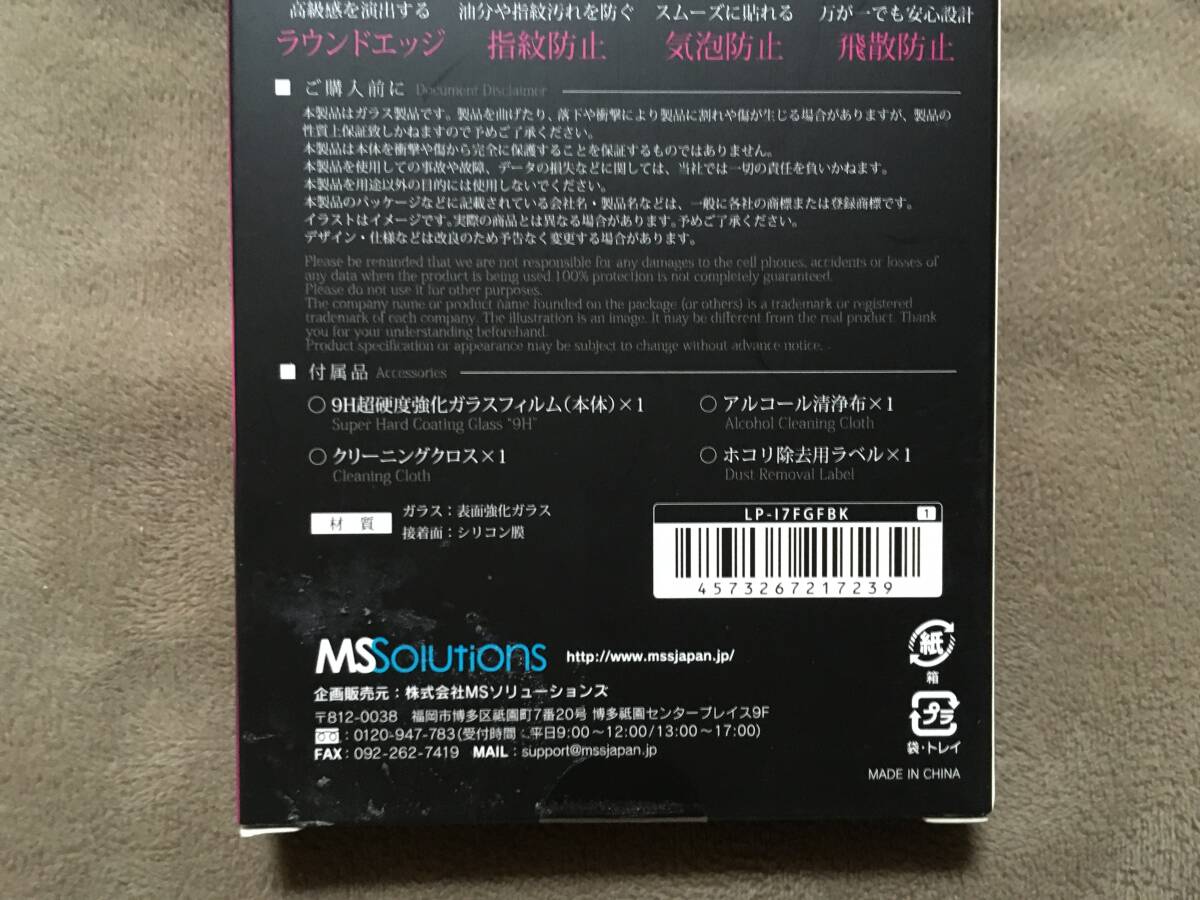 高級感を演出する 油分や指紋汚れを防ぐ スムーズに貼れる 万が一でも安心設計
ラウンドエッジ 指紋防止 気泡防止 飛散防止
■ ご購入前に Document Disclaimer
本製品はガラス製品です。製品を曲げたり、落下や衝撃により製品に割れや傷が生じる場合がありますが、製品の
性質上保証致しかねますので予めご了承ください。
本製品は本体を衝撃や傷から完全に保護することを保証するものではありません。
本製品を使用しての事故や故障、データの損失などに関しては、当社では一切の責任を負いかねます。
本製品を用途以外の目的には使用しないでください。
本製品のパッケージなどに記載されている会社名・製品名などは、一般に各社の商標または登録商標です。
イラストはイメージです。実際の商品とは異なる場合があります。予めご了承ください。
デザイン・仕様などは改良のため予告なく変更する場合があります。
Please be reminded that we are not responsible for any damages to the cell phones, accidents or losses of
any data when the product is being used.100% protection is not completely guaranteed.
Please do not use it for other purposes.
The company name or product name founded on the package (or others) is a trademark or registered
trademark of each company. The illustration is an image. It may be different from the real product. Thank
you for your understanding beforehand.
Product specification or appearance may be subject to change without advance notice.
■ 付属品 Accessories
○ 9H超硬度強化ガラスフィルム(本体)×1
Super Hard Coating Glass "9H"
○ アルコール清浄布×1
Alcohol Cleaning Cloth
○ クリーニングクロス×1
Cleaning Cloth
○ ホコリ除去用ラベル×1
Dust Removal Label
材質
ガラス：表面強化ガラス
接着面：シリコン膜
LP-I7FGFBK 1
4573267217239
MSSolutions http://www.mssjapan.jp/
企画販売元：株式会社MSソリューションズ
〒812-0038 福岡市博多区祇園町7番20号 博多祇園センタープレイス9F
：0120-947-783(受付時間：平日9:00～12:00/13:00～17:00)
FAX：092-262-7419 MAIL：support@mssjapan.jp
紙
箱
プラ
袋・トレイ
MADE IN CHINA